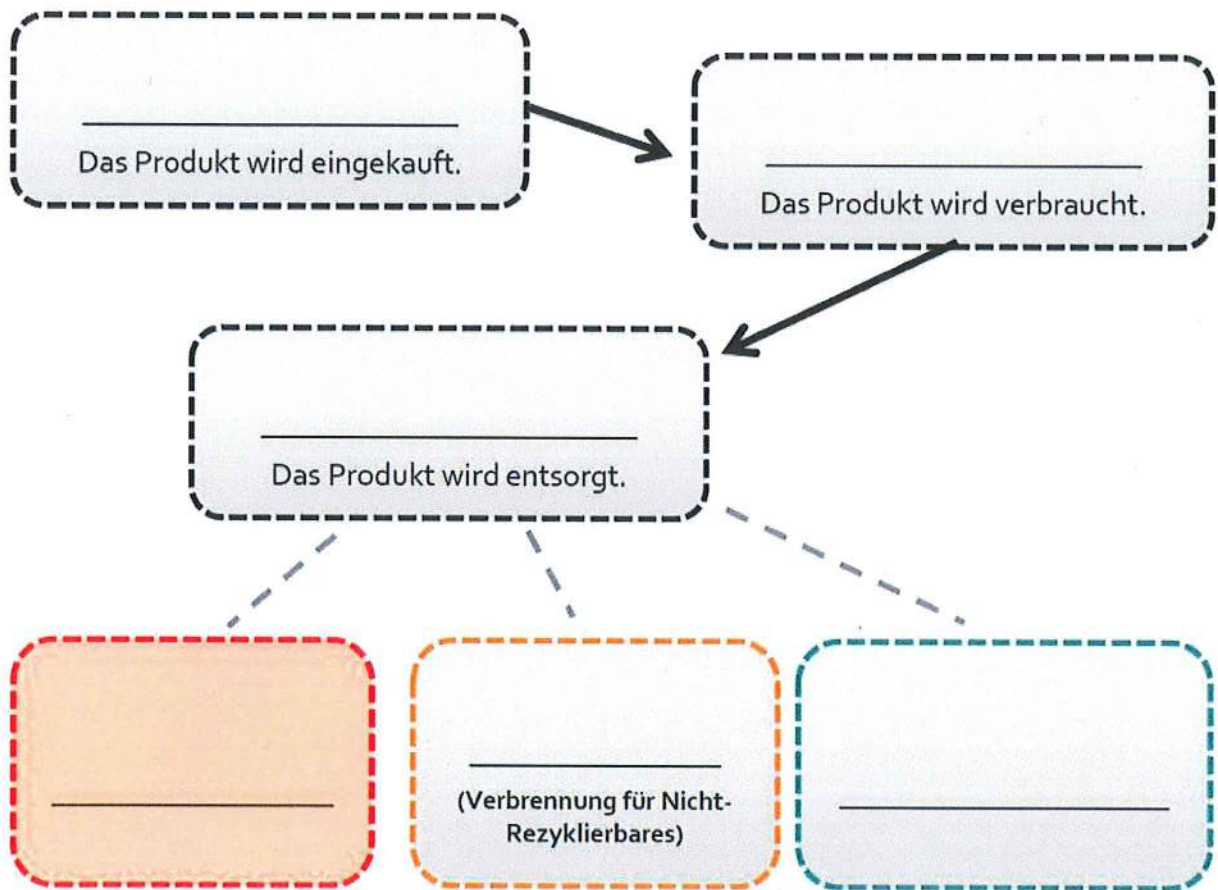 Das Produkt wird eingekauft.
Das Produkt wird verbraucht.
Das Produkt wird entsorgt.
(Verbrennung für Nicht-
Rezyklierbares)